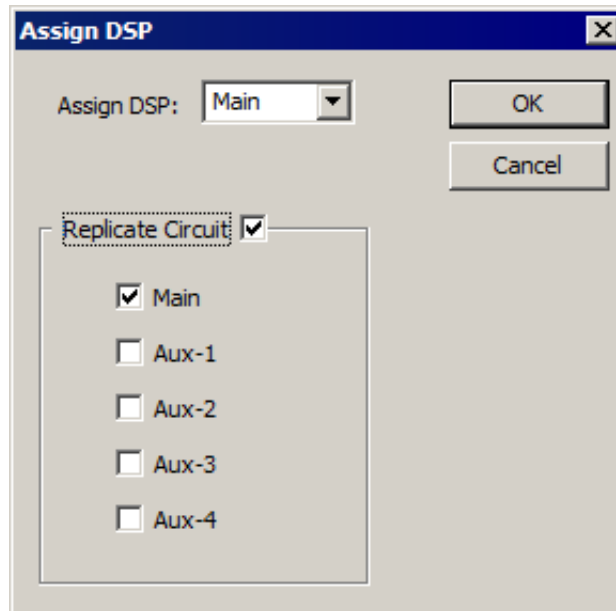 Assign DSP
Assign DSP: Main
OK
Cancel
Replicate Circuit
Main
Aux-1
Aux-2
Aux-3
Aux-4